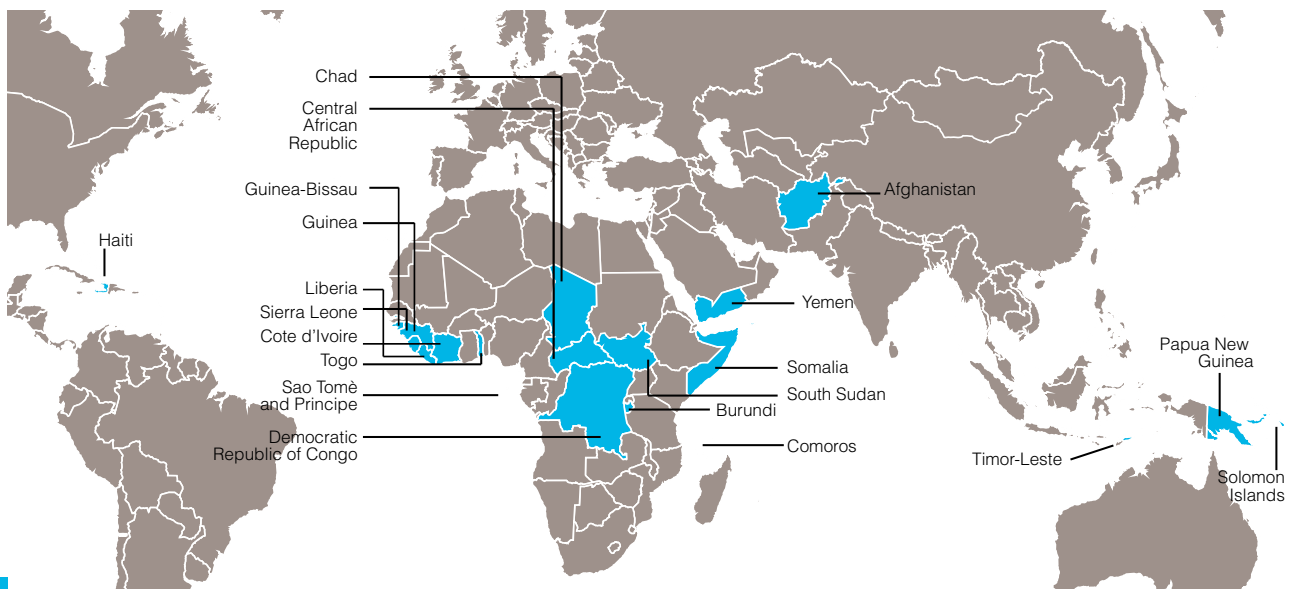 Chad
Central
African
Republic
Guinea-Bissau
Guinea
Haiti
Liberia
Sierra Leone
Cote d’Ivoire
Togo
Sao Tomè
and Principe
Democratic
Republic of Congo
Afghanistan
Yemen
Somalia
South Sudan
Burundi
Comoros
Papua New
Guinea
Timor-Leste
Solomon
Islands